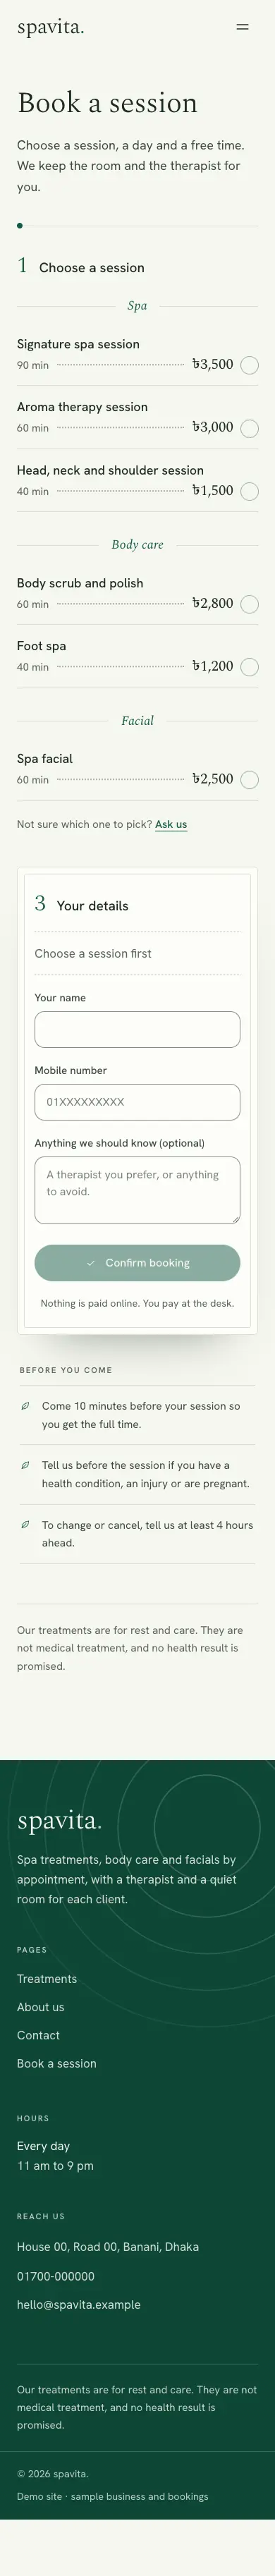 spavita.
Book a session
Choose a session, a day and a free time.
We keep the room and the therapist for
you.
1 Choose a session
Spa
Signature spa session
90 min ৳3,500
Aroma therapy session
60 min ৳3,000
Head, neck and shoulder session
40 min ৳1,500
Body care
Body scrub and polish
60 min ৳2,800
Foot spa
40 min ৳1,200
Facial
Spa facial
60 min ৳2,500
Not sure which one to pick? Ask us
3 Your details
Choose a session first
Your name
Mobile number
01XXXXXXXXX
Anything we should know (optional)
A therapist you prefer, or anything
to avoid.
Confirm booking
Nothing is paid online. You pay at the desk.
BEFORE YOU COME
Come 10 minutes before your session so
you get the full time.
Tell us before the session if you have a
health condition, an injury or are pregnant.
To change or cancel, tell us at least 4 hours
ahead.
Our treatments are for rest and care. They are
not medical treatment, and no health result is
promised.
spavita.
Spa treatments, body care and facials by
appointment, with a therapist and a quiet
room for each client.
PAGES
Treatments
About us
Contact
Book a session
HOURS
Every day
11 am to 9 pm
REACH US
House 00, Road 00, Banani, Dhaka
01700-000000
hello@spavita.example
Our treatments are for rest and care. They are not
medical treatment, and no health result is
promised.
© 2026 spavita.
Demo site · sample business and bookings